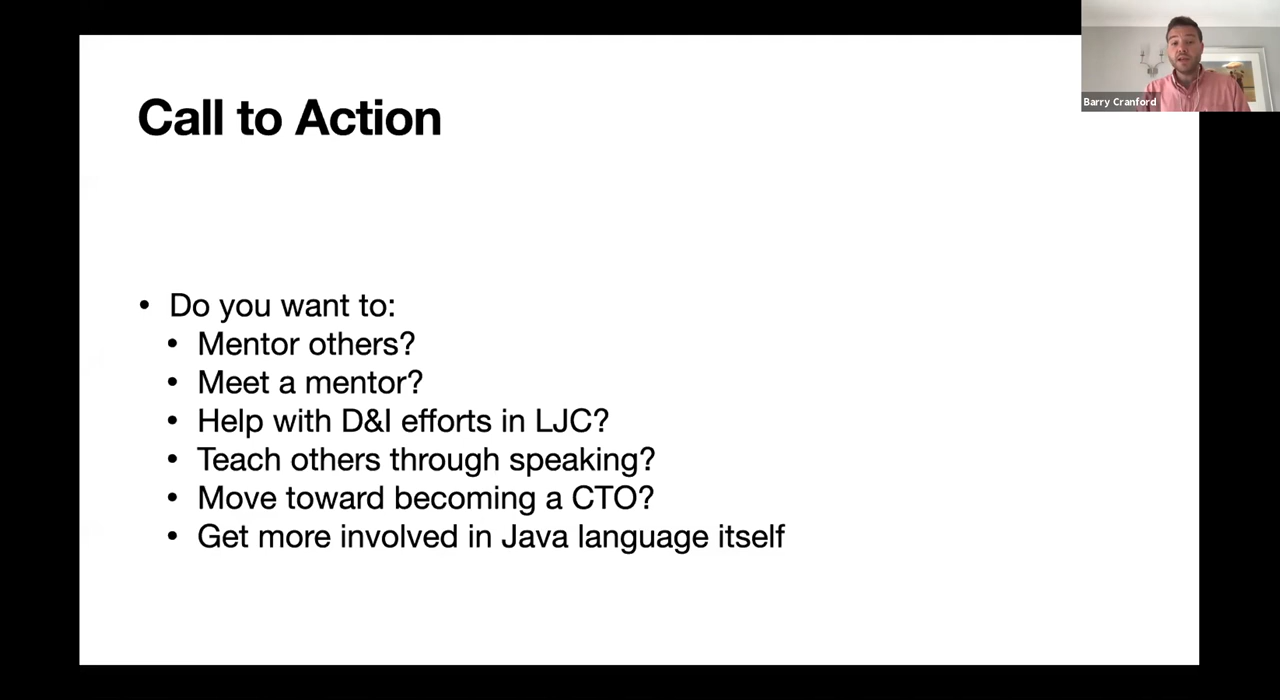 Call to Action
Barry Cranford
• Do you want to:
• Mentor others?
• Meet a mentor?
• Help with D&I efforts in LJC?
• Teach others through speaking?
• Move toward becoming a CTO?
• Get more involved in Java language itself